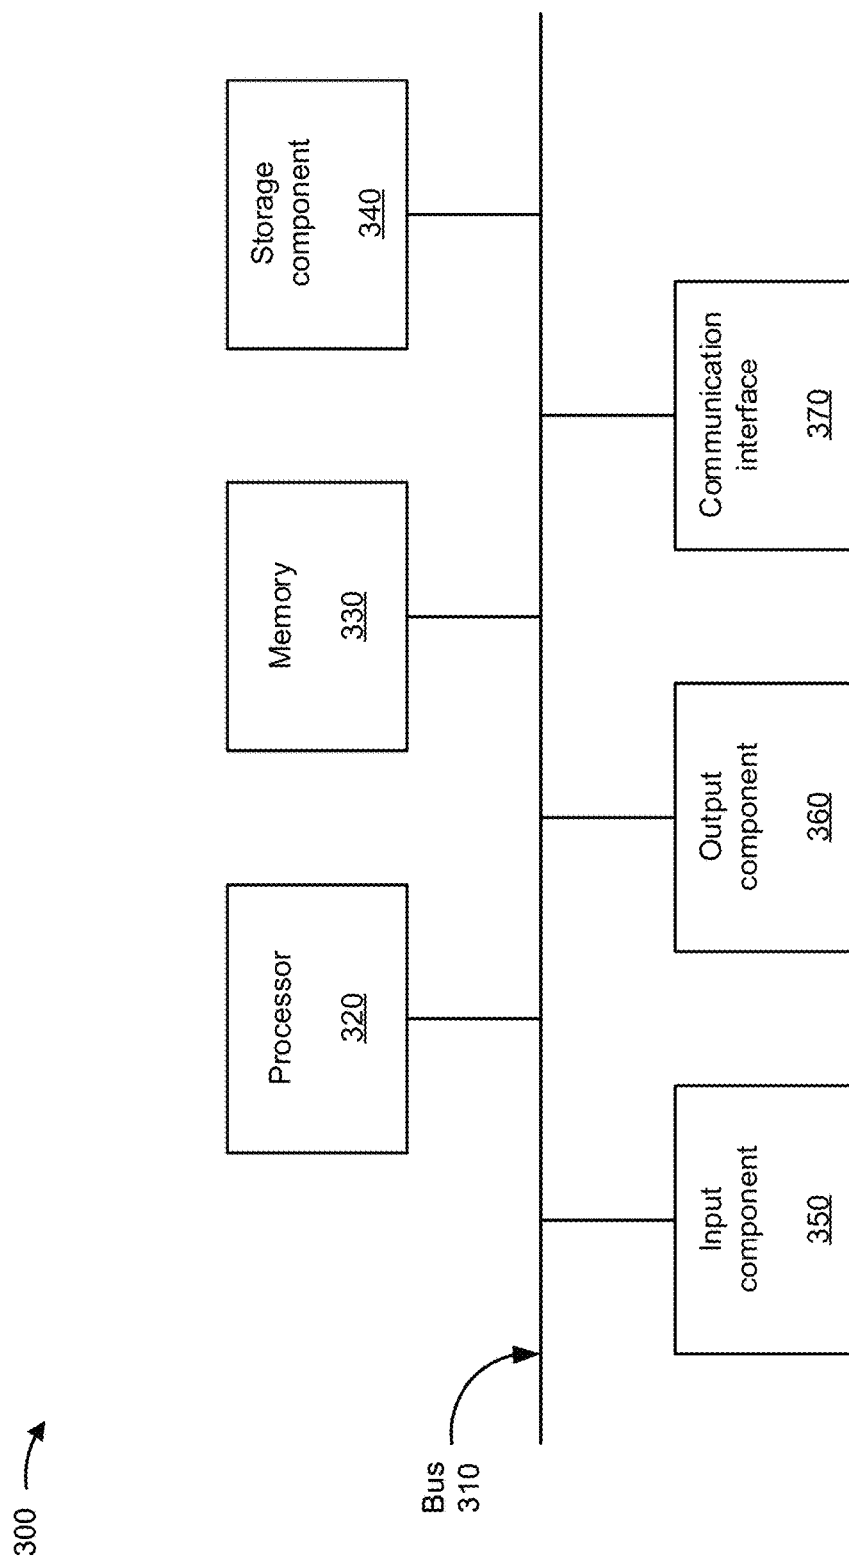 300
Processor
320
Memory
330
Storage
component
340
Bus
310
Input
component
350
Output
component
360
Communication
interface
370